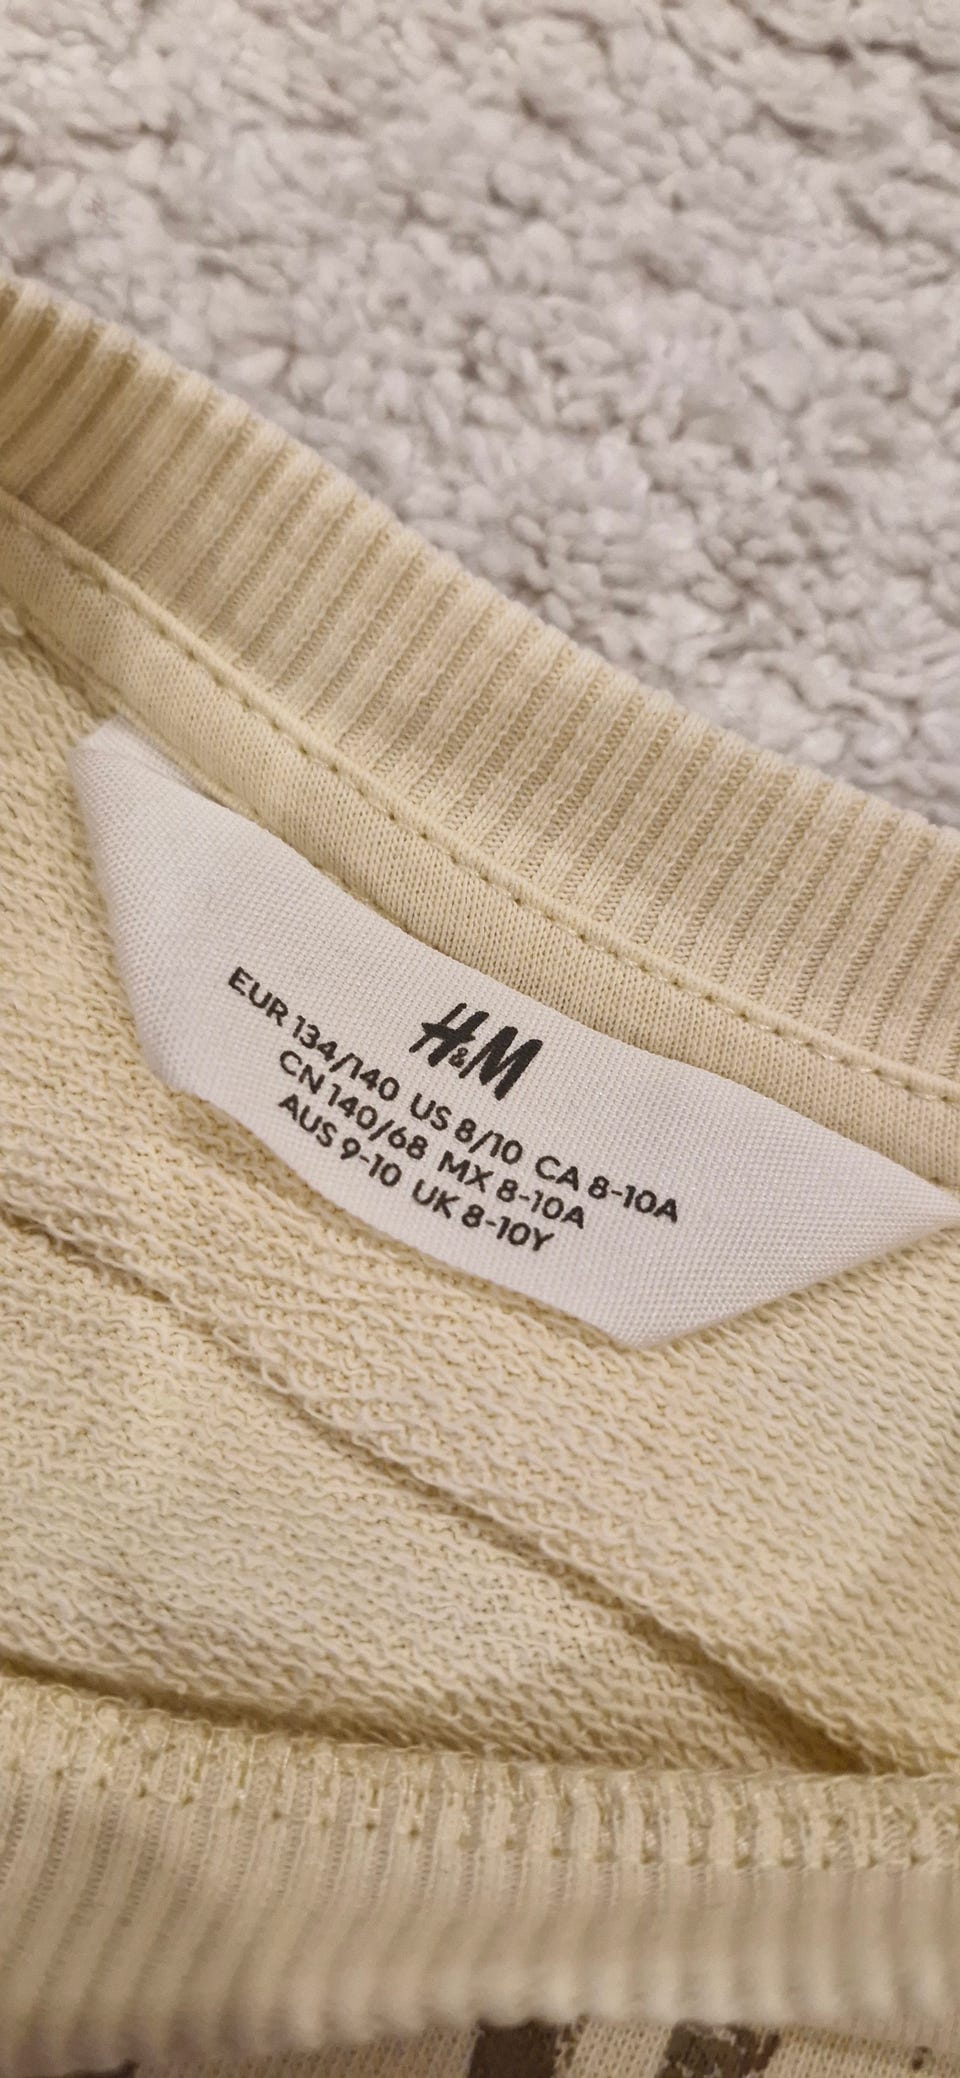 H&M
EUR 134/140 US 8/10 CA 8-10A
CN 140/68 MX 8-10A
AUS 9-10 UK 8-10Y